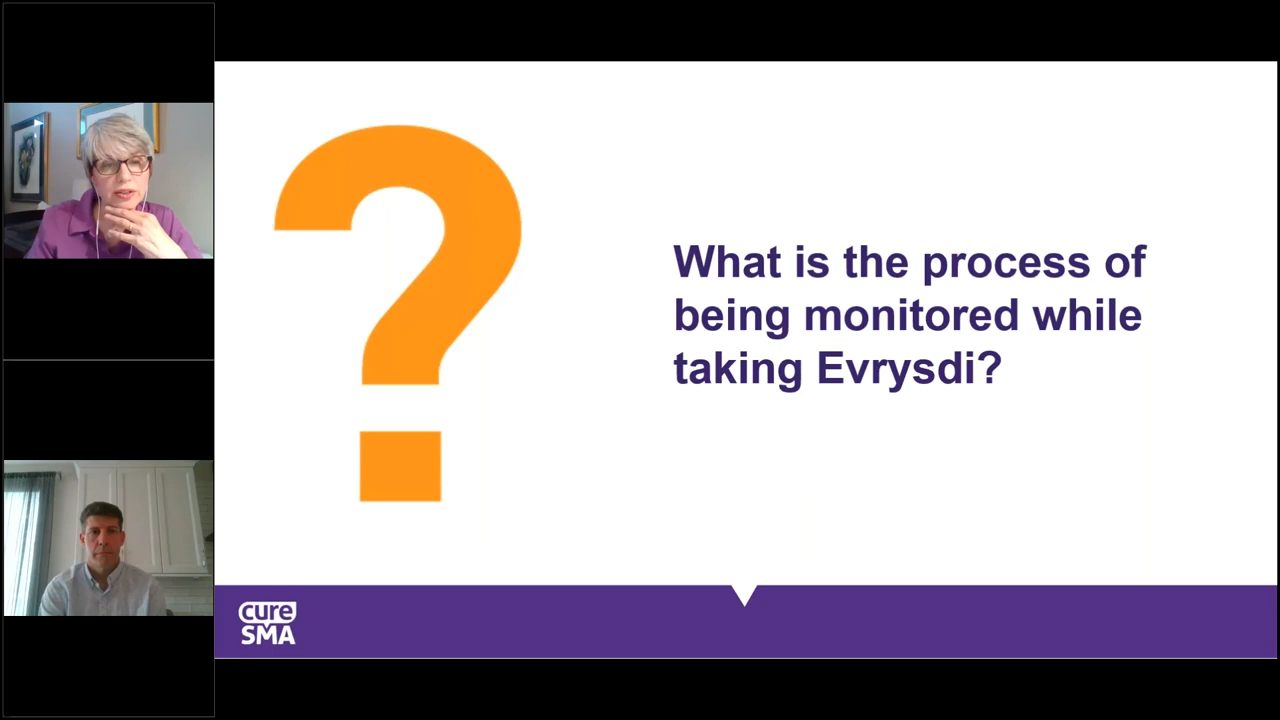 ?
What is the process of
being monitored while
taking Evrysdi?
cure
SMA